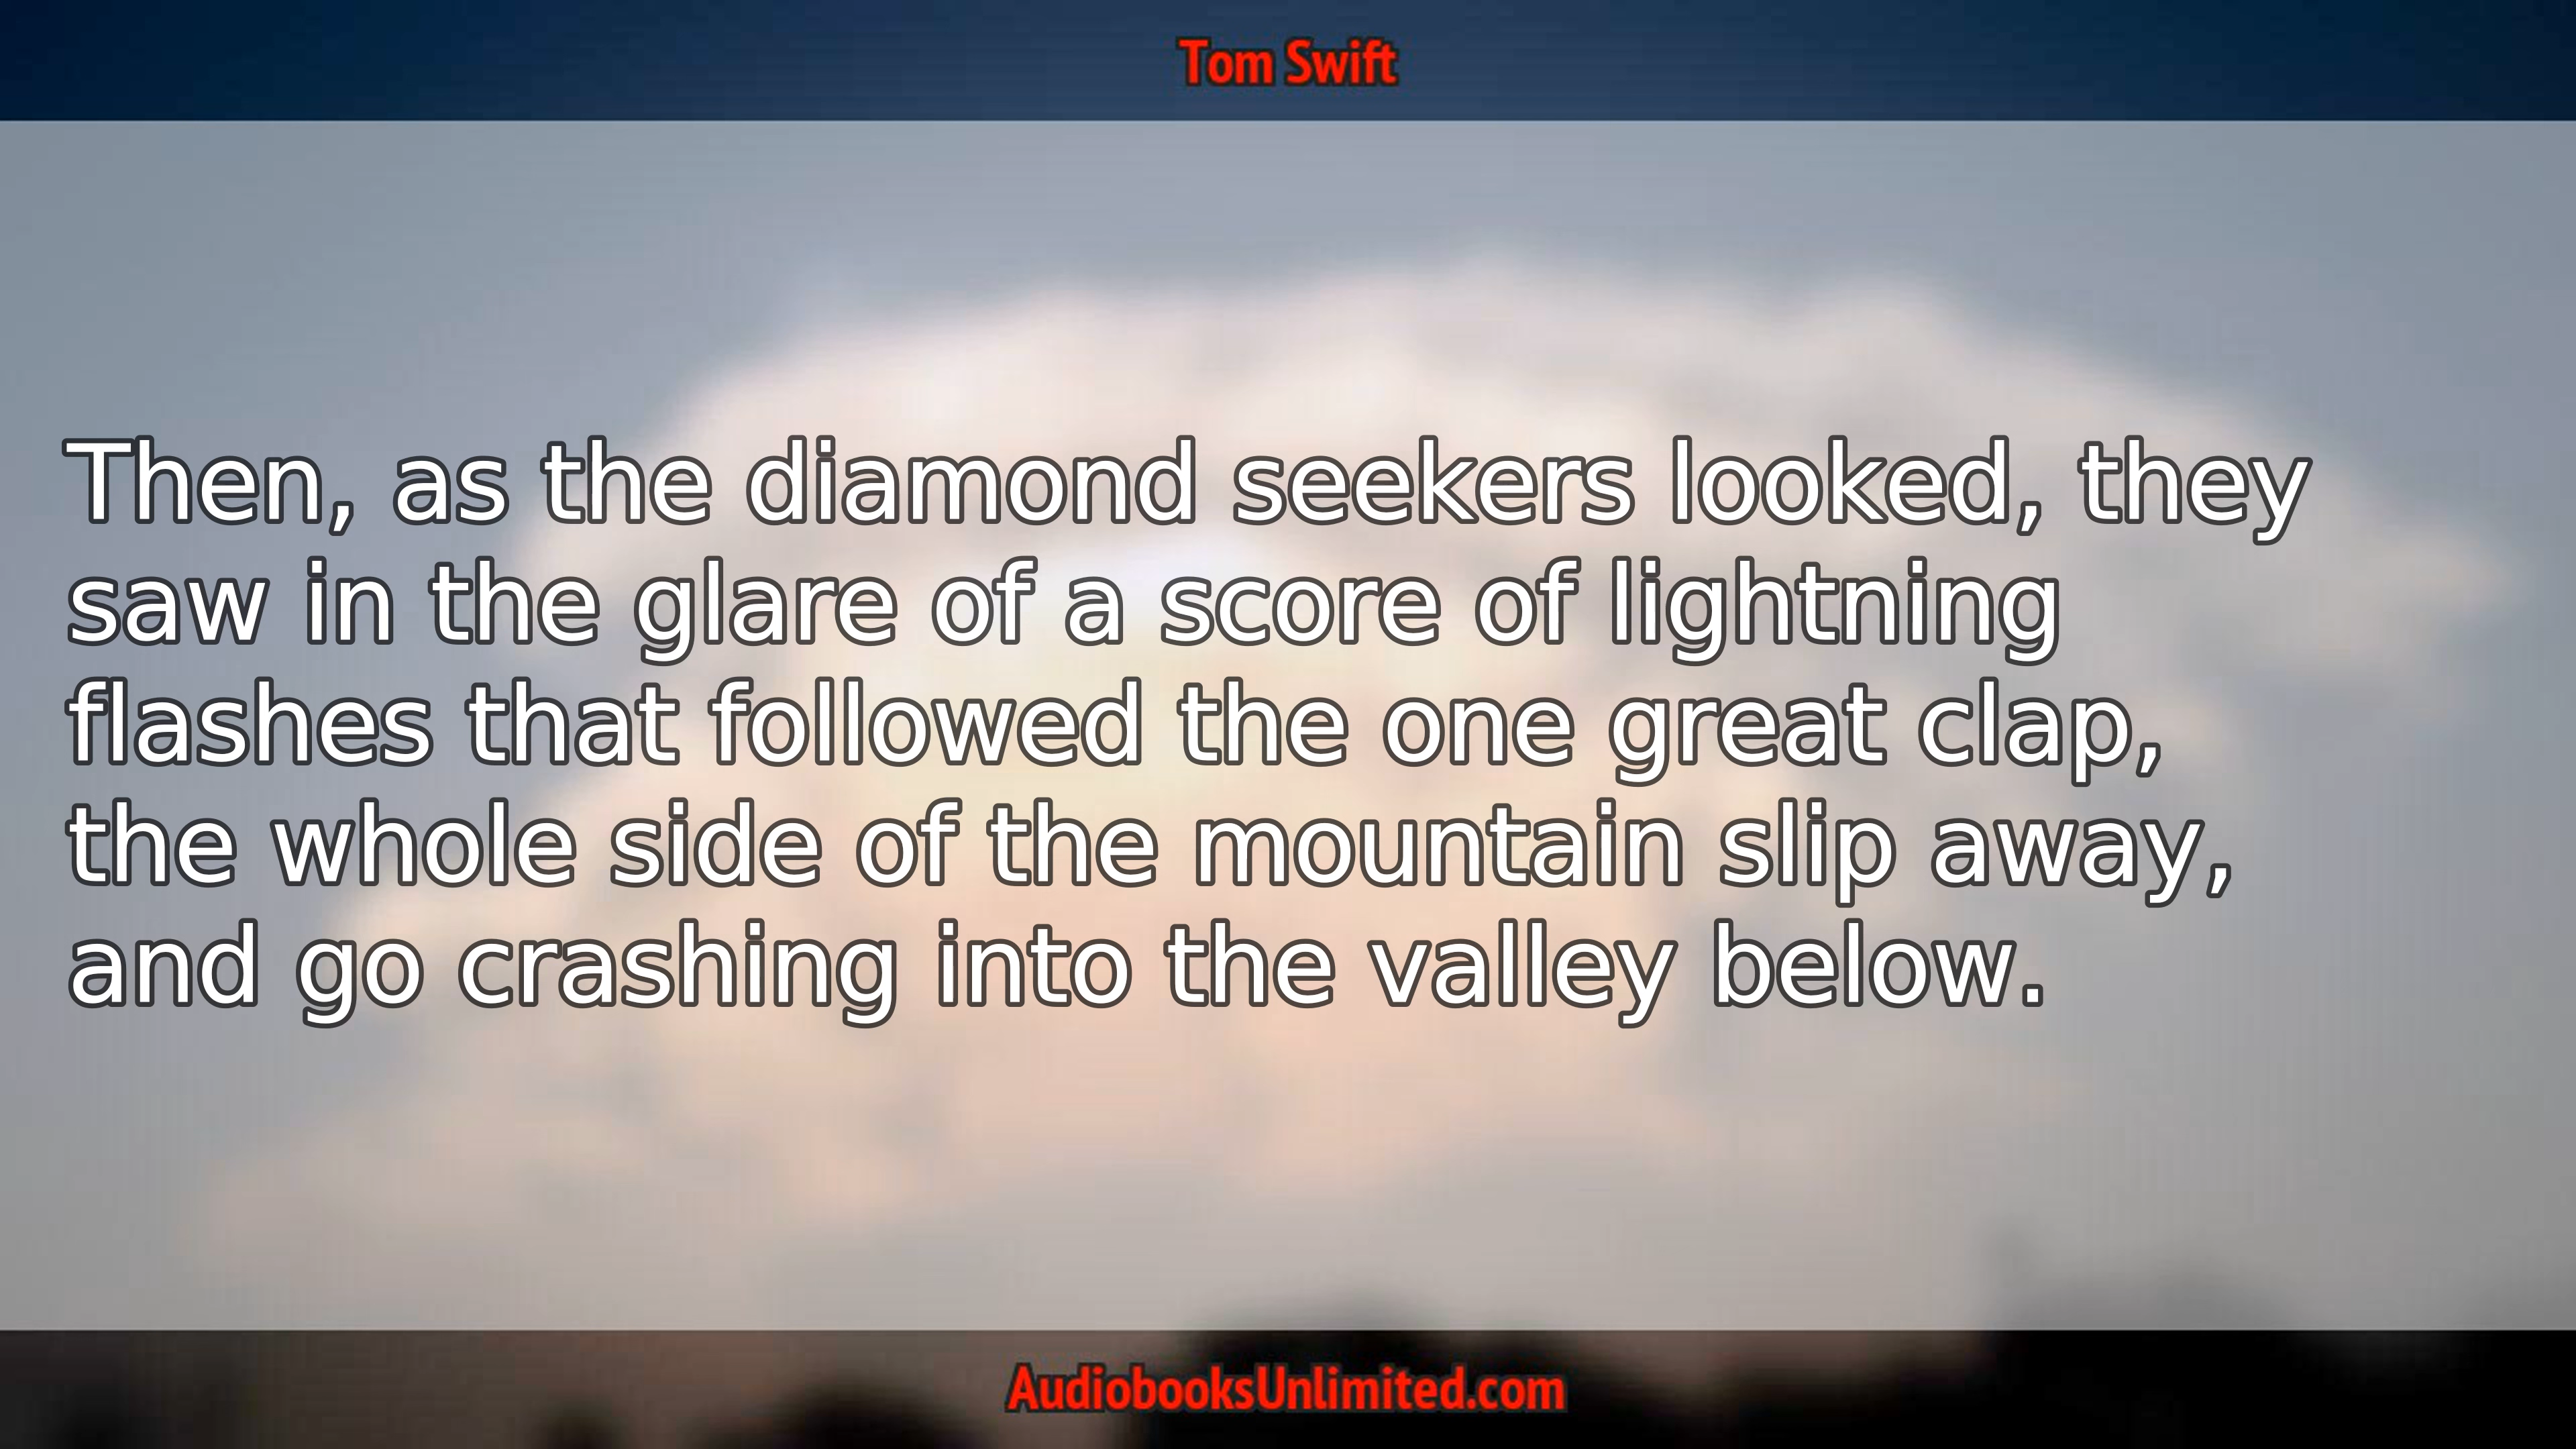 Tom Swift
Then, as the diamond seekers looked, they
saw in the glare of a score of lightning
flashes that followed the one great clap,
the whole side of the mountain slip away,
and go crashing into the valley below.
AudiobooksUnlimited.com